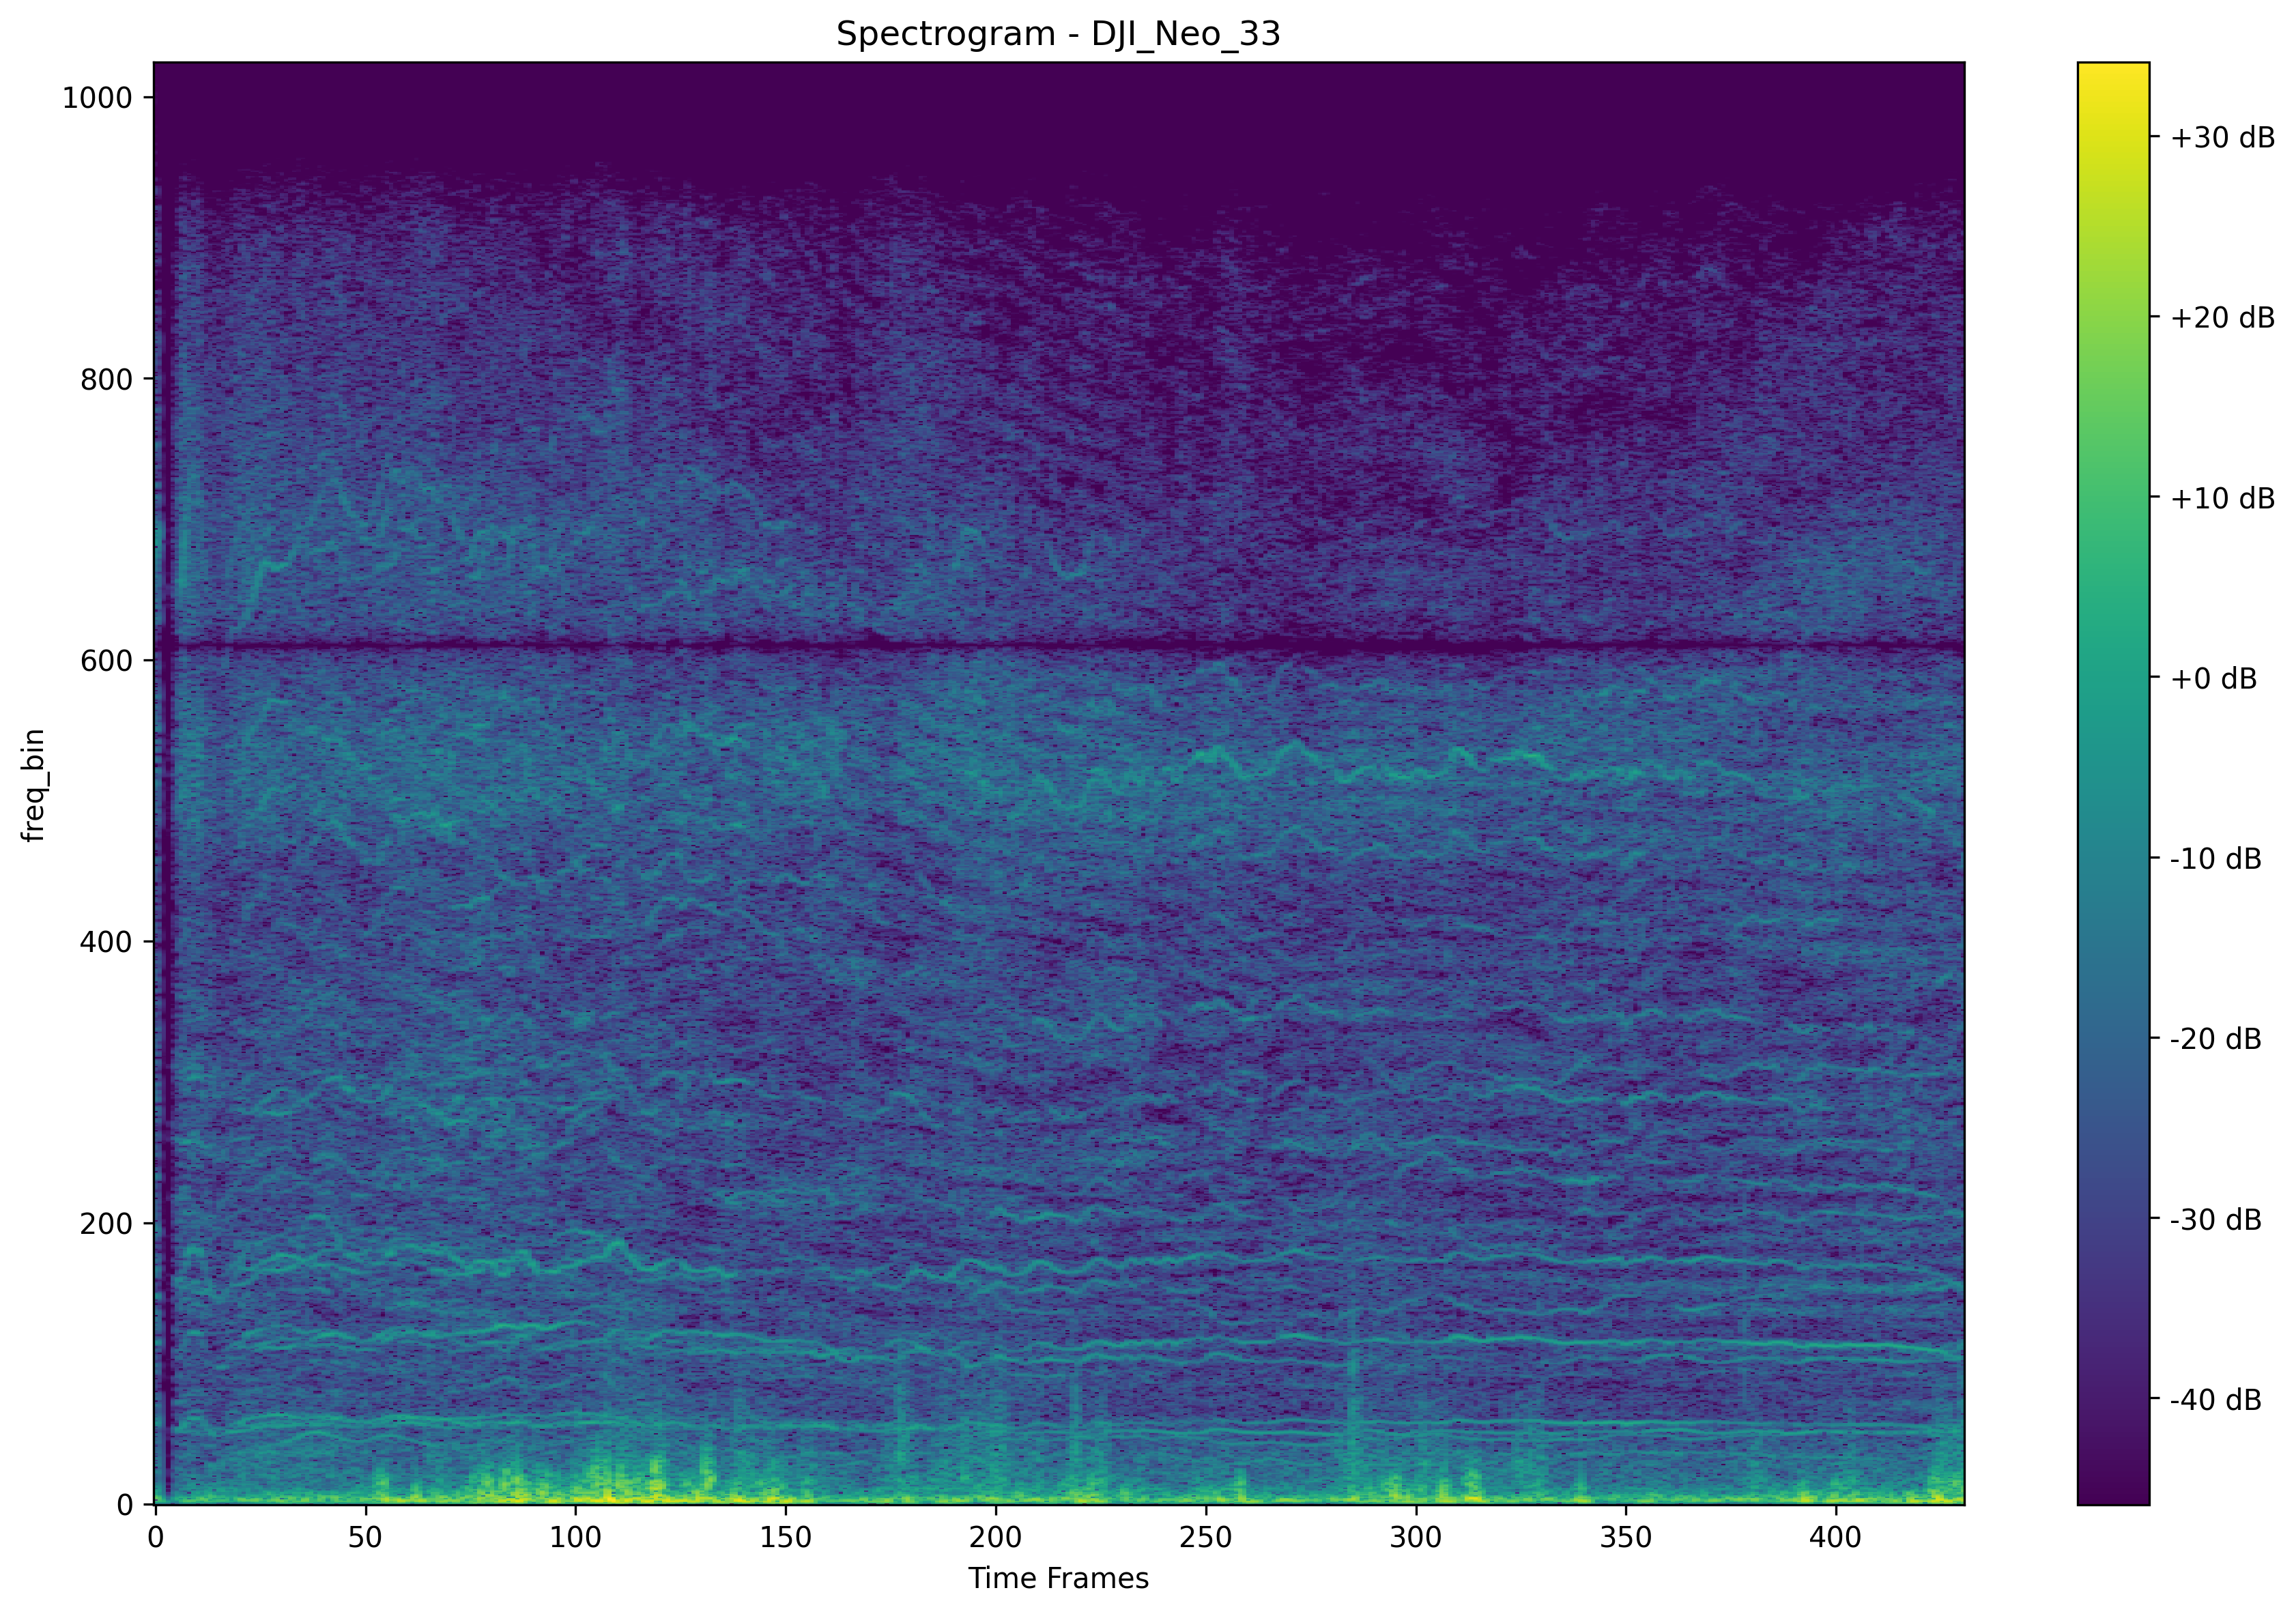 Spectrogram - DJI_Neo_33
1000
800
600
400
200
0
freq_bin
0 50 100 150 200 250 300 350 400
Time Frames
+30 dB
+20 dB
+10 dB
+0 dB
-10 dB
-20 dB
-30 dB
-40 dB